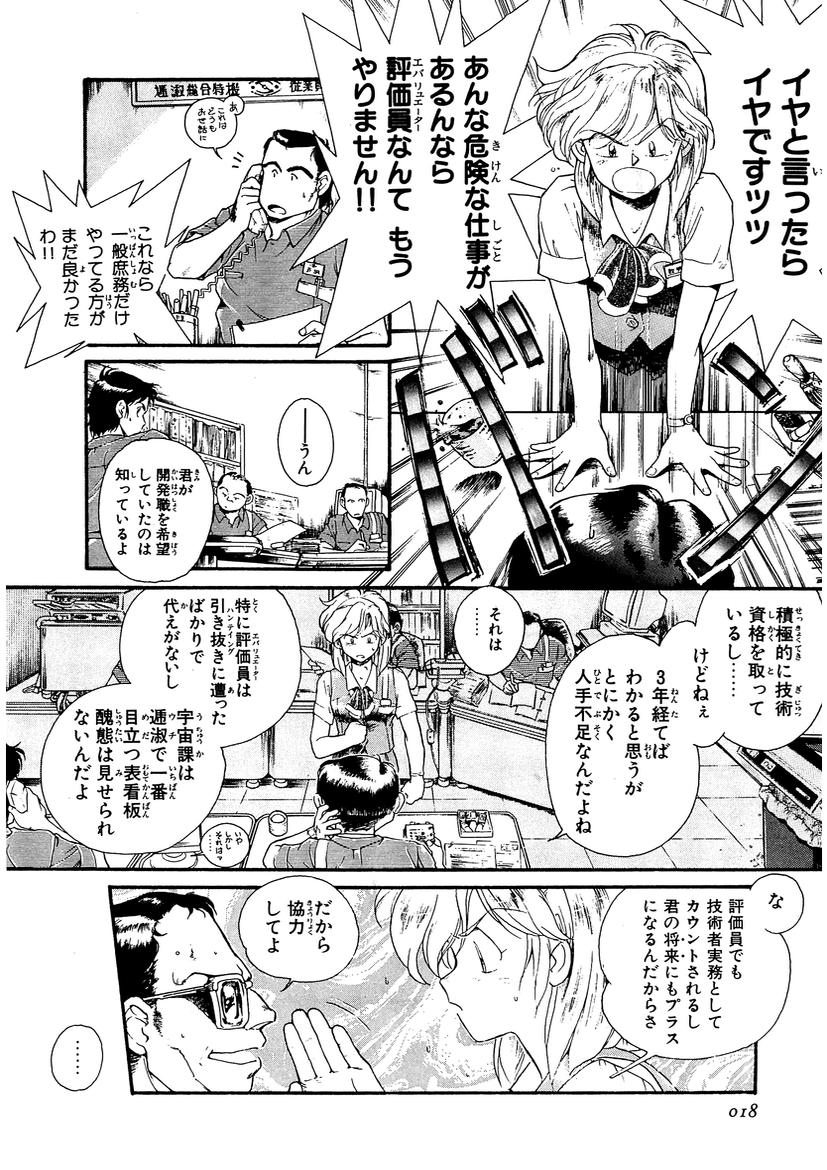 イヤと言ったら
イヤですッッ
あんな危険な仕事が
あるんなら
評価員なんて もう
やりません!!
これなら
一般庶務だけ
やってる方が
まだ良かった
わ!!
あ
これは
どうも
お世話に
――うん
君が
開発職を希望
していたのは
知っているよ
積極的に技術
資格を取って
いるし……
けどねぇ
3年経てば
わかると思うが
とにかく
人手不足なんだよね
それは
……
特に評価員は
引き抜きに遭った
ばかりで
代えがないし
宇宙課は
逓淑で一番
目立つ表看板
醜態は見せられ
ないんだよ
いや
しかし
それはッ
……
な
評価員でも
技術者実務として
カウントされるし
君の将来にもプラス
になるんだからさ
だから
協力
してよ
……
018